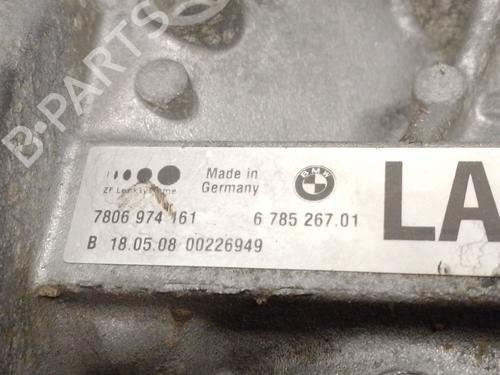 B-PARTS
ZF Lenksysteme
Made in
Germany
BMW
7806 974 161
6 785 267.01
LA
B 18.05.08 00226949